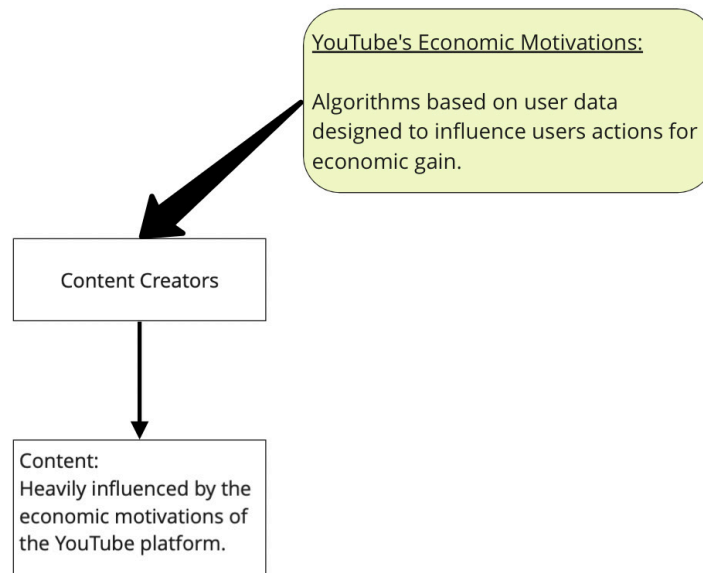 YouTube's Economic Motivations:
Algorithms based on user data
designed to influence users actions for
economic gain.
Content Creators
Content:
Heavily influenced by the
economic motivations of
the YouTube platform.